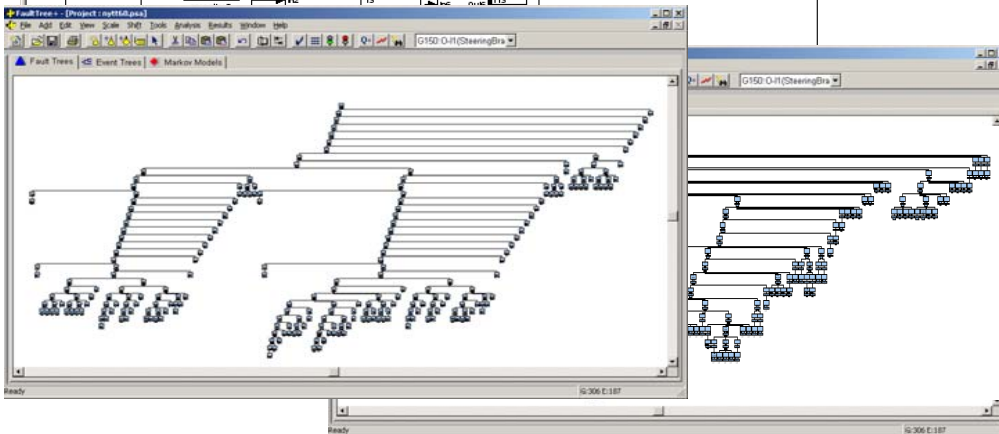 FaultTree+ - [Project : nytt60.psa]
File Add Edit View Scale Shift Tools Analysis Results Window Help
G150:O-I1(SteeringBra
Fault Trees Event Trees Markov Models
G150:O-I1(SteeringBra
Ready G:306 E:187
Ready G:306 E:187